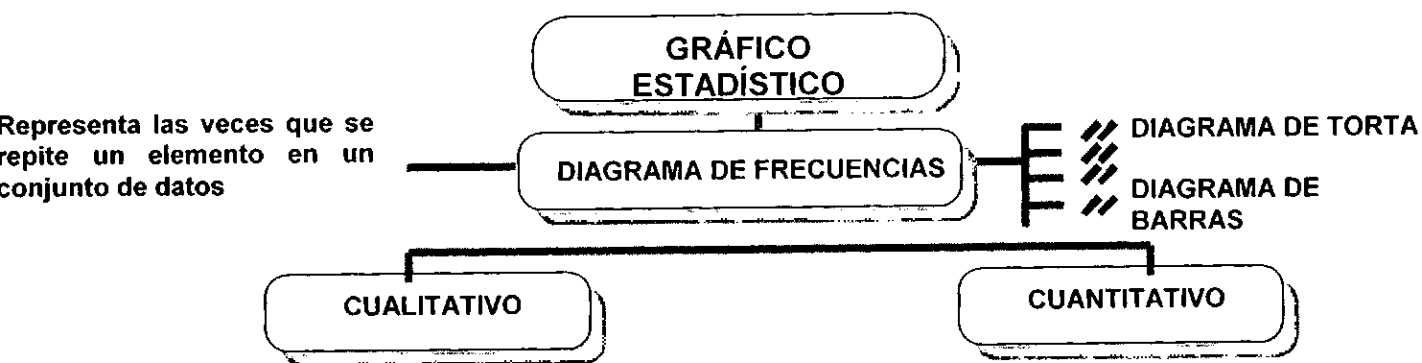 GRÁFICO
ESTADÍSTICO
Representa las veces que se
repite un elemento en un
conjunto de datos
DIAGRAMA DE FRECUENCIAS
DIAGRAMA DE TORTA
DIAGRAMA DE
BARRAS
CUALITATIVO
CUANTITATIVO